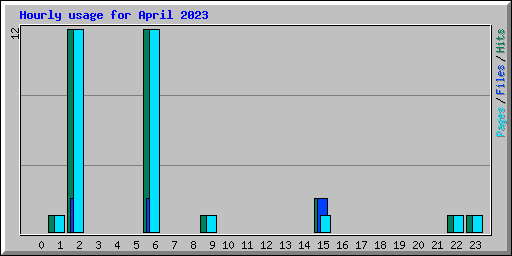 Hourly usage for April 2023
12
Pages/Files/Hits
0 1 2 3 4 5 6 7 8 9 10 11 12 13 14 15 16 17 18 19 20 21 22 23